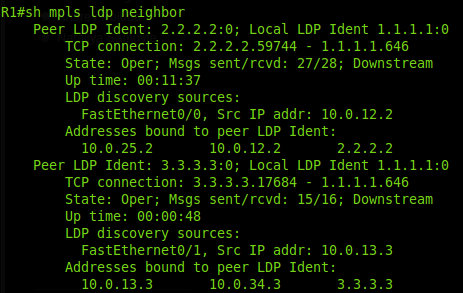 R1#sh mpls ldp neighbor
    Peer LDP Ident: 2.2.2.2:0; Local LDP Ident 1.1.1.1:0
        TCP connection: 2.2.2.2.59744 - 1.1.1.1.646
        State: Oper; Msgs sent/rcvd: 27/28; Downstream
        Up time: 00:11:37
        LDP discovery sources:
          FastEthernet0/0, Src IP addr: 10.0.12.2
        Addresses bound to peer LDP Ident:
          10.0.25.2       10.0.12.2       2.2.2.2
    Peer LDP Ident: 3.3.3.3:0; Local LDP Ident 1.1.1.1:0
        TCP connection: 3.3.3.3.17684 - 1.1.1.1.646
        State: Oper; Msgs sent/rcvd: 15/16; Downstream
        Up time: 00:00:48
        LDP discovery sources:
          FastEthernet0/1, Src IP addr: 10.0.13.3
        Addresses bound to peer LDP Ident:
          10.0.13.3       10.0.34.3       3.3.3.3